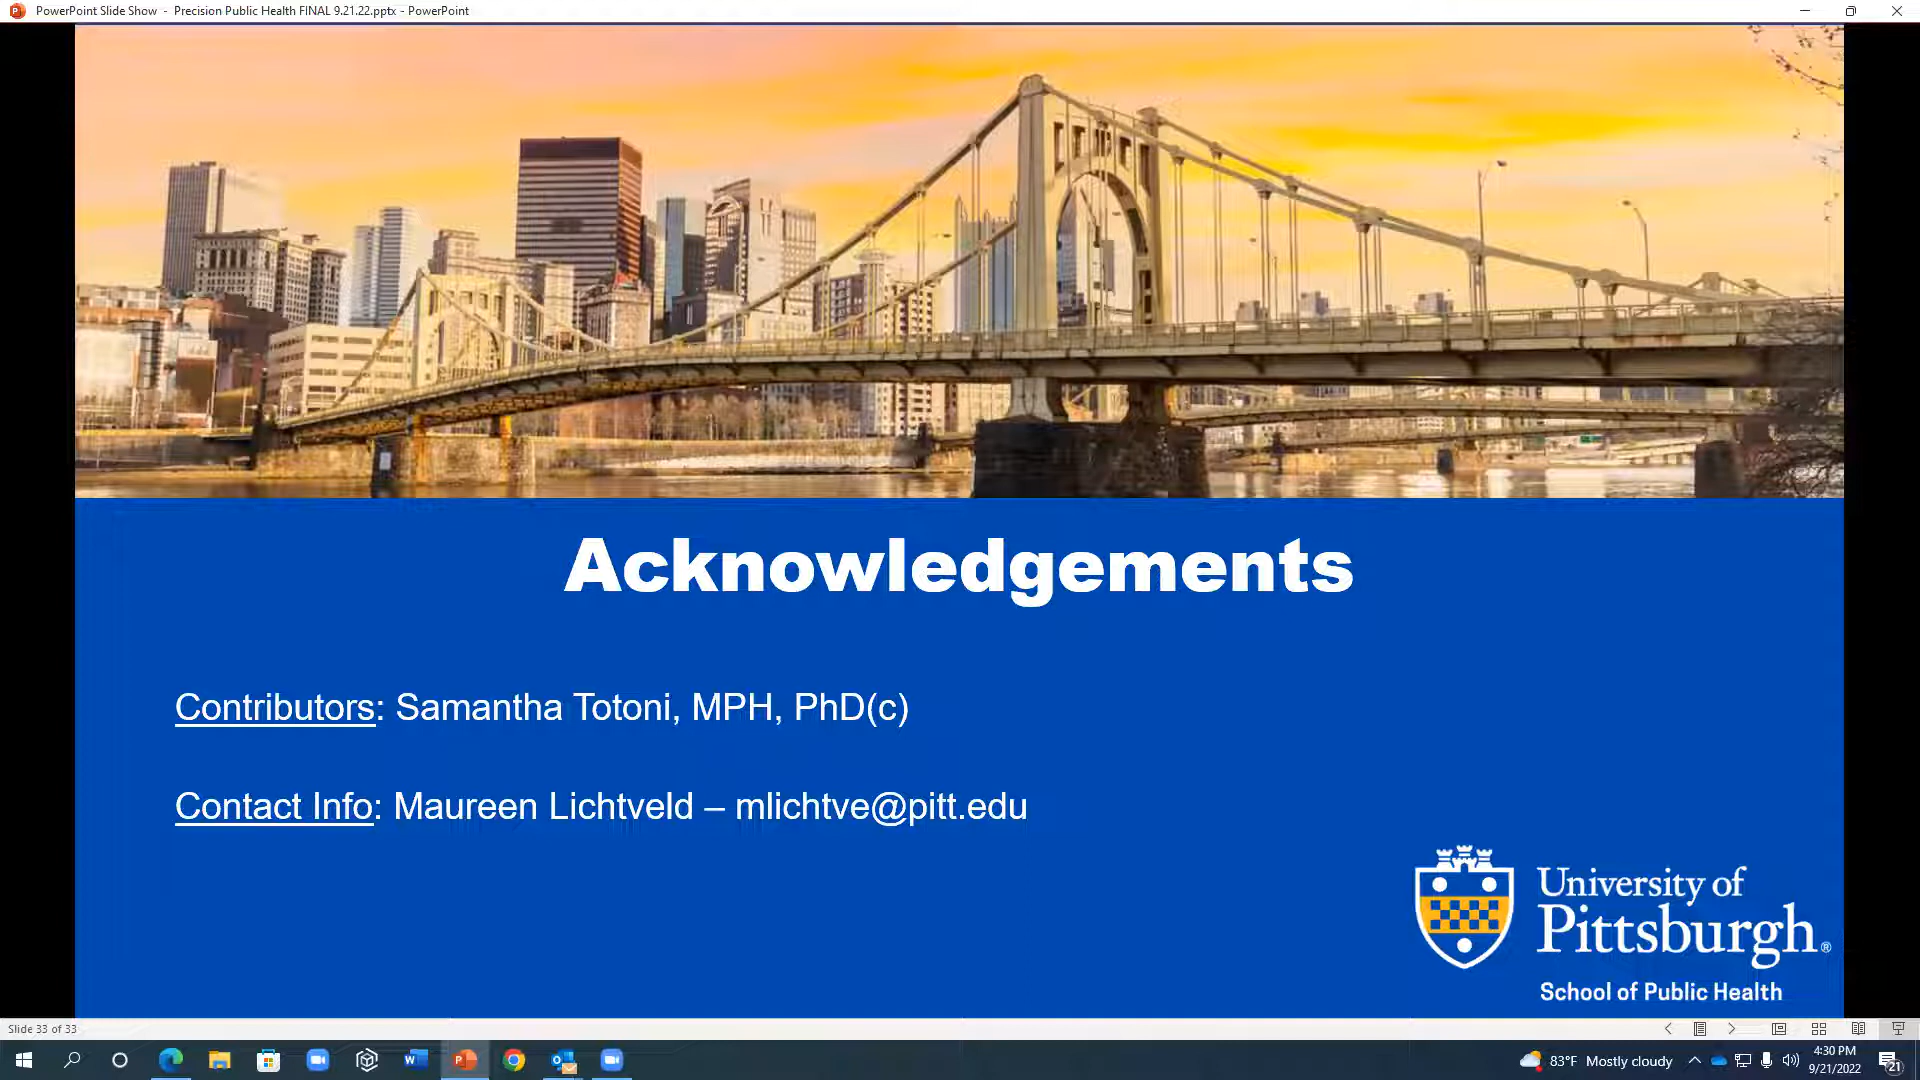 PowerPoint Slide Show - Precision Public Health FINAL 9.21.22.pptx - PowerPoint
Acknowledgements
Contributors: Samantha Totoni, MPH, PhD(c)
Contact Info: Maureen Lichtveld – mlichtve@pitt.edu
University of
Pittsburgh®
School of Public Health
Slide 33 of 33
83°F Mostly cloudy
4:30 PM
9/21/2022
21